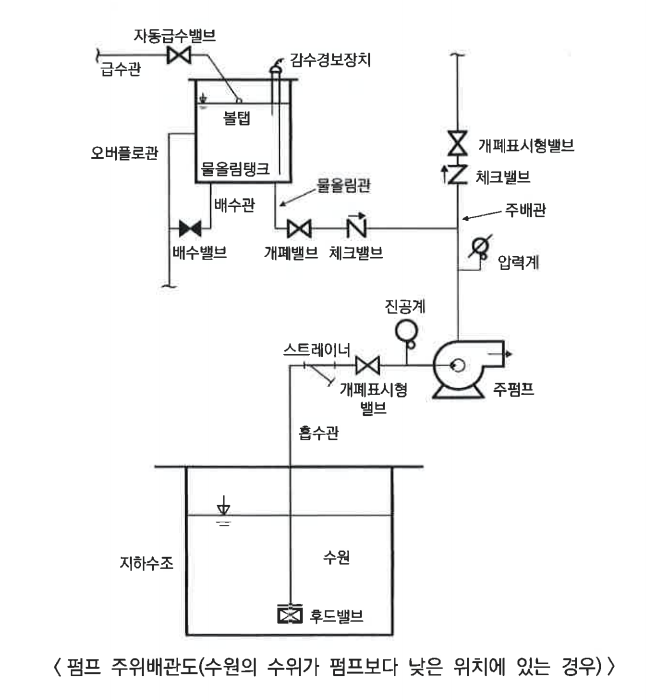 자동급수밸브
급수관
감수경보장치
볼탑
오버플로관
물올림탱크
물올림관
배수관
배수밸브
개폐밸브
체크밸브
개폐표시형밸브
체크밸브
주배관
압력계
진공계
스트레이너
개폐표시형
밸브
주펌프
흡수관
지하수조
수원
후드밸브
< 펌프 주위배관도(수원의 수위가 펌프보다 낮은 위치에 있는 경우) >